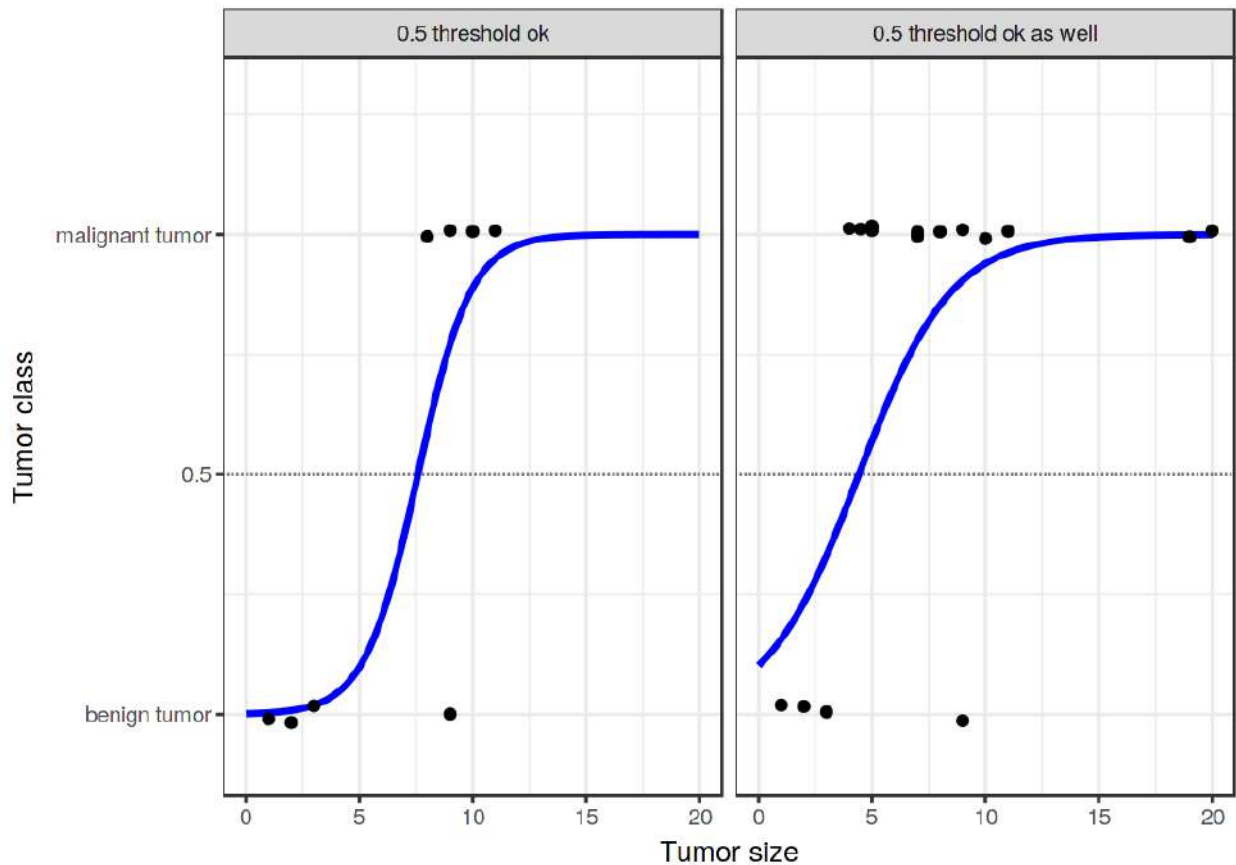 0.5 threshold ok
0.5 threshold ok as well
Tumor class
malignant tumor
0.5
benign tumor
0 5 10 15 20
0 5 10 15 20
Tumor size